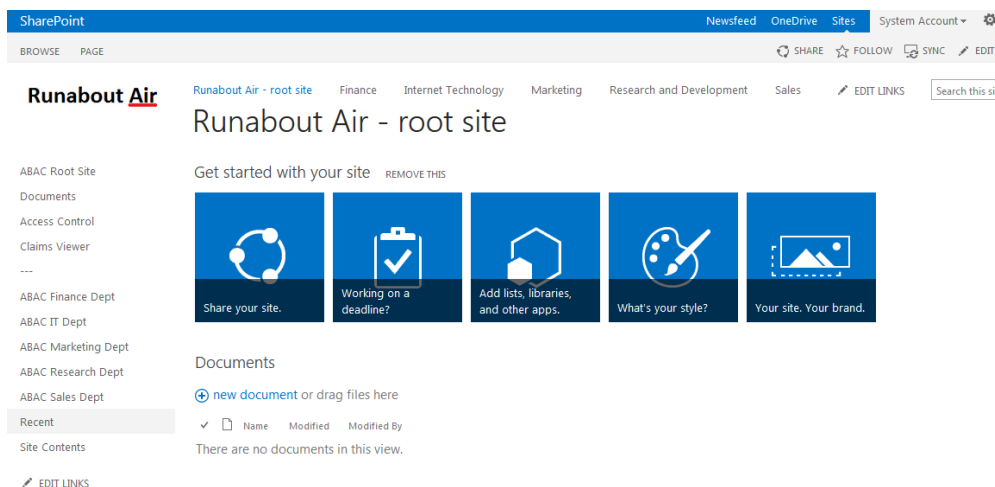 SharePoint Newsfeed OneDrive Sites System Account
BROWSE PAGE SHARE FOLLOW SYNC EDIT
Runabout Air
Runabout Air - root site Finance Internet Technology Marketing Research and Development Sales EDIT LINKS Search this si
Runabout Air - root site
ABAC Root Site
Documents
Access Control
Claims Viewer
---
ABAC Finance Dept
ABAC IT Dept
ABAC Marketing Dept
ABAC Research Dept
ABAC Sales Dept
Recent
Site Contents
EDIT LINKS
Get started with your site REMOVE THIS
Share your site.
Working on a
deadline?
Add lists, libraries,
and other apps.
What's your style?
Your site. Your brand.
Documents
new document or drag files here
Name Modified Modified By
There are no documents in this view.